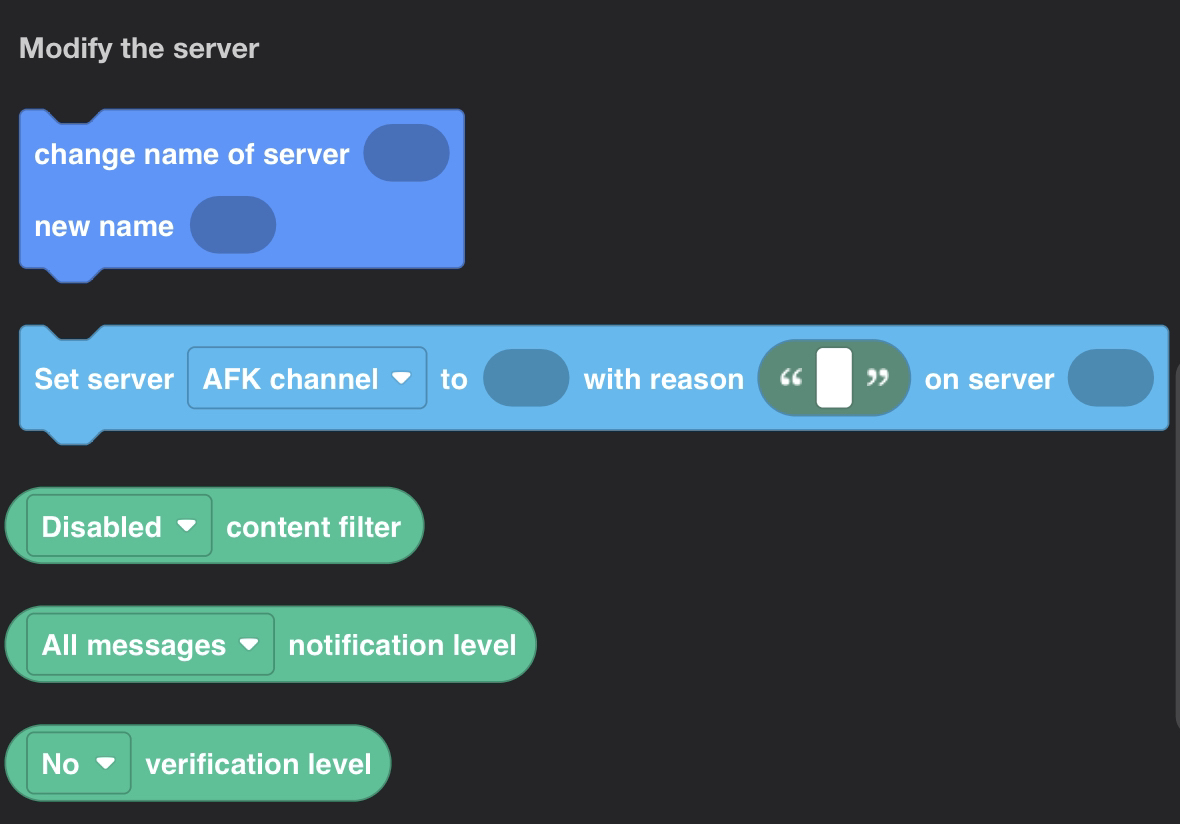 Modify the server
change name of server
new name
Set server AFK channel to with reason “ ” on server
Disabled content filter
All messages notification level
No verification level